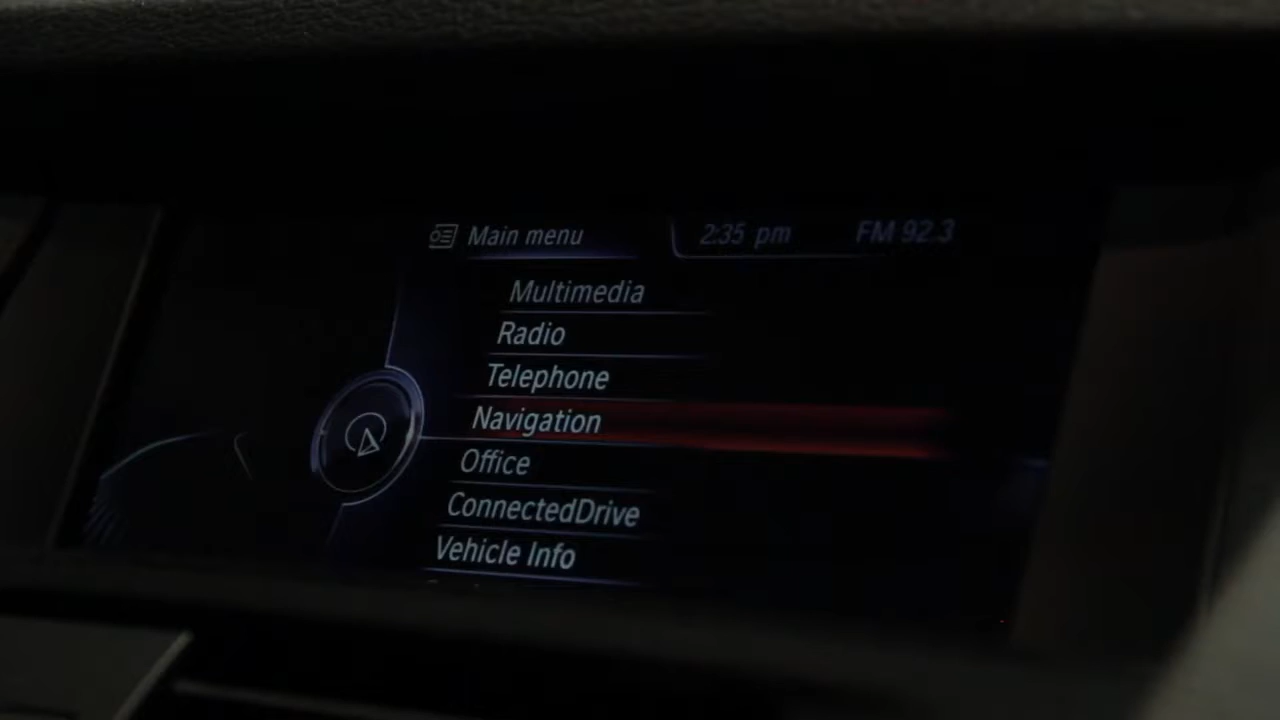 Main menu
2:35 pm
FM 92.3
Multimedia
Radio
Telephone
Navigation
Office
ConnectedDrive
Vehicle Info